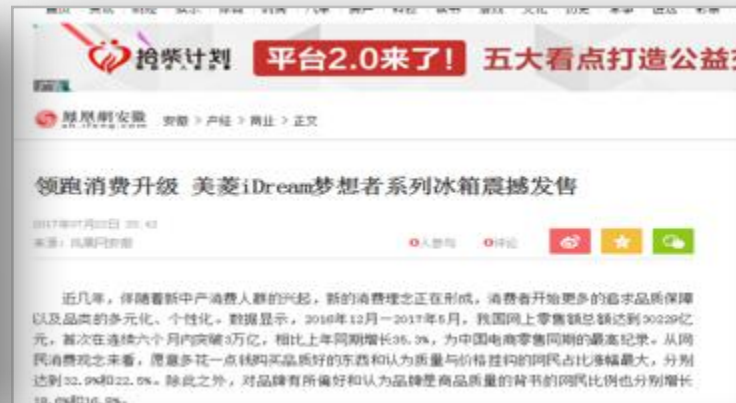 拾柴计划 平台2.0来了! 五大看点打造公益
凤凰网安徽 安徽 > 产经 > 商业 > 正文
领跑消费升级 美菱iDream梦想者系列冰箱震撼发售
来源:凤凰网安徽 0人参与 0评论
近几年,伴随着新中产消费人群的兴起,新的消费理念正在形成,消费者开始更多的追求品质保障
以及品类的多元化、个性化。数据显示,2016年12月—2017年5月,我国网上零售额总额达到30229亿
元,首次在连续六个月内突破3万亿,相比上年同期增长35.3%,为中国电商零售同期的最高纪录。从网
民消费观念来看,愿意多花一点钱购买品质好的东西和认为质量与价格挂钩的网民占比涨幅最大,分别
达到32.9%和22.5%。除此之外,对品牌有所偏好和认为品牌是商品质量的背书的网民比例也分别增长